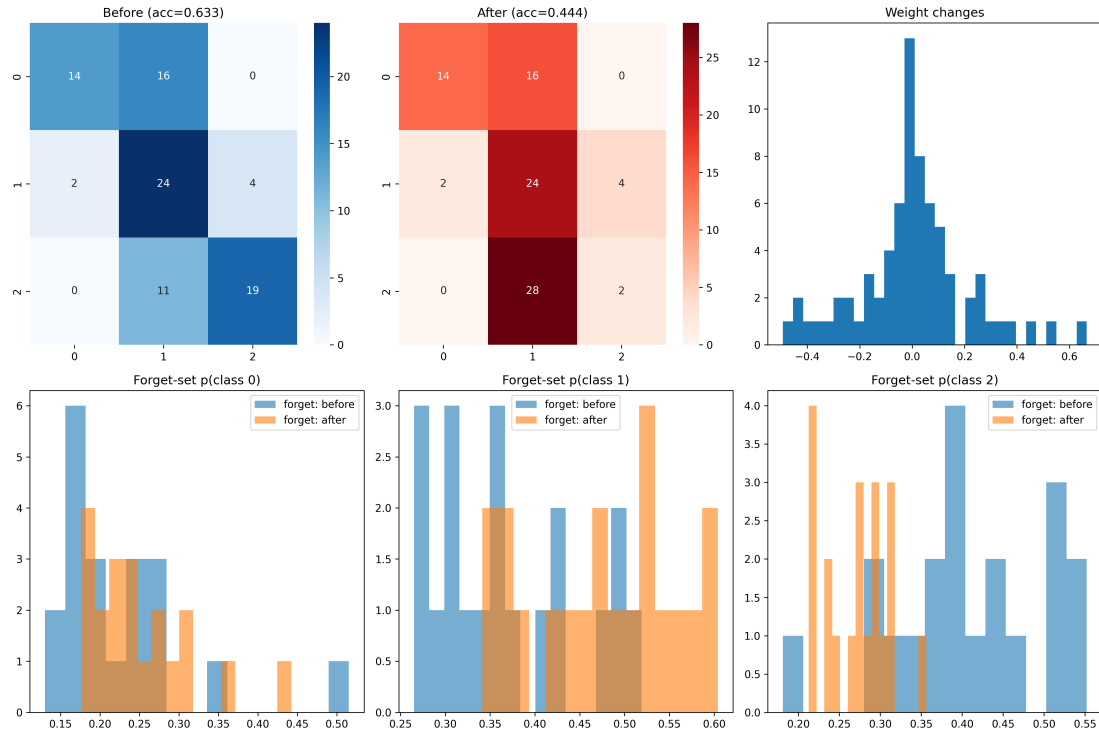 Before (acc=0.633)
14 16 0
2 24 4
0 11 19
0 1 2
0 1 2
0 5 10 15 20
After (acc=0.444)
14 16 0
2 24 4
0 28 2
0 1 2
0 1 2
0 5 10 15 20 25
Weight changes
0 2 4 6 8 10 12
−0.4 −0.2 0.0 0.2 0.4 0.6
Forget-set p(class 0)
forget: before
forget: after
0 1 2 3 4 5 6
0.15 0.20 0.25 0.30 0.35 0.40 0.45 0.50
Forget-set p(class 1)
forget: before
forget: after
0.0 0.5 1.0 1.5 2.0 2.5 3.0
0.25 0.30 0.35 0.40 0.45 0.50 0.55 0.60
Forget-set p(class 2)
forget: before
forget: after
0.0 0.5 1.0 1.5 2.0 2.5 3.0 3.5 4.0
0.20 0.25 0.30 0.35 0.40 0.45 0.50 0.55